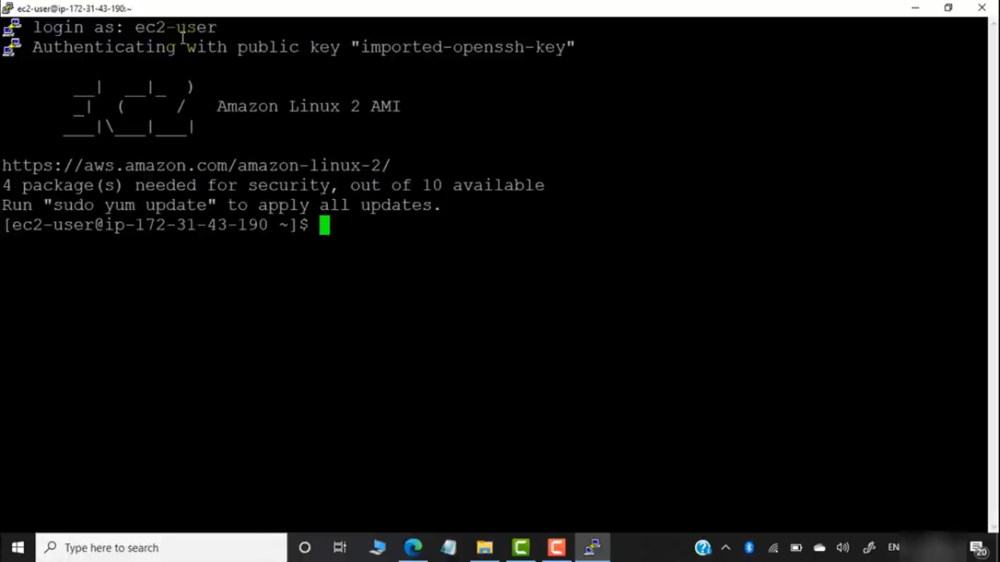 ec2-user@ip-172-31-43-190:~
login as: ec2-user
Authenticating with public key "imported-openssh-key"
__|  __|_  )
_|  (     /   Amazon Linux 2 AMI
___|\___|___|
https://aws.amazon.com/amazon-linux-2/
4 package(s) needed for security, out of 10 available
Run "sudo yum update" to apply all updates.
[ec2-user@ip-172-31-43-190 ~]$
Type here to search
EN
20